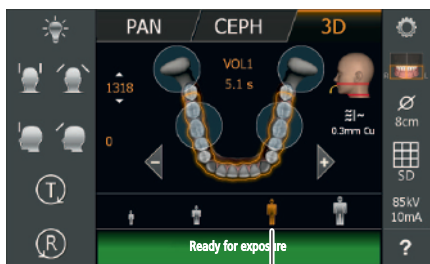 PAN
CEPH
3D
VOL1
5.1 s
1318
0
0.3mm Cu
8cm
SD
85kV
10mA
T
R
Ready for exposure
?